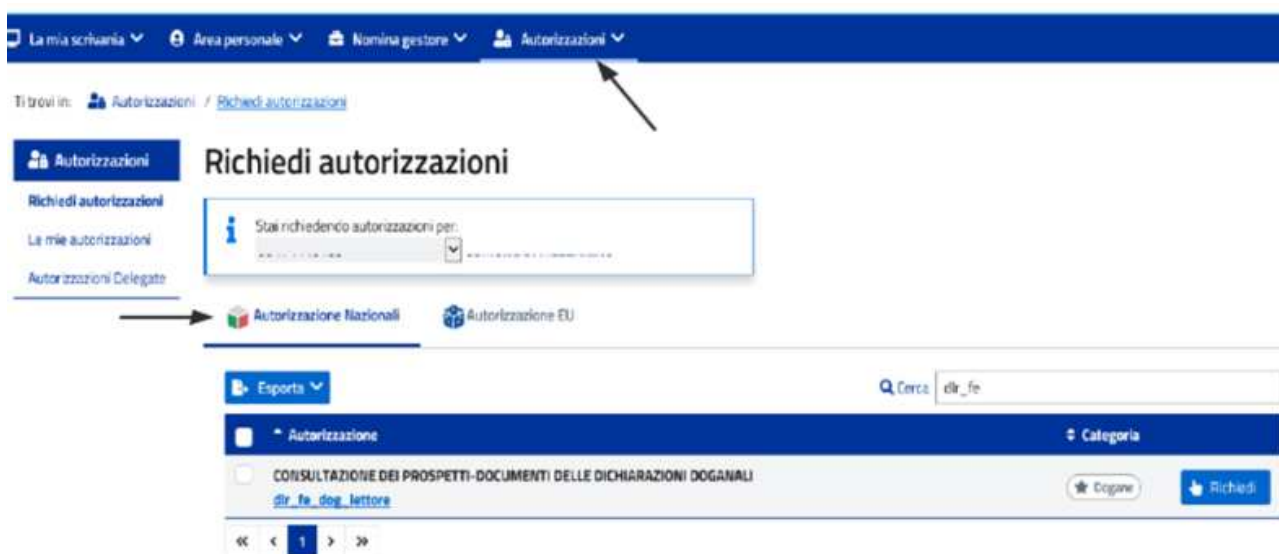 La mia scrivania Area personale Nomina gestore Autorizzazioni
Ti trovi in: Autorizzazioni / Richiedi autorizzazioni
Autorizzazioni
Richiedi autorizzazioni
Le mie autorizzazioni
Autorizzazioni Delegate
Richiedi autorizzazioni
Stai richiedendo autorizzazioni per:
Autorizzazione Nazionali Autorizzazione EU
Esporta Cerca dlr_fe
Autorizzazione Categoria
CONSULTAZIONE DEI PROSPETTI-DOCUMENTI DELLE DICHIARAZIONI DOGANALI
dlr_fe_dog_lettore
Dogane Richiedi
« < 1 > »